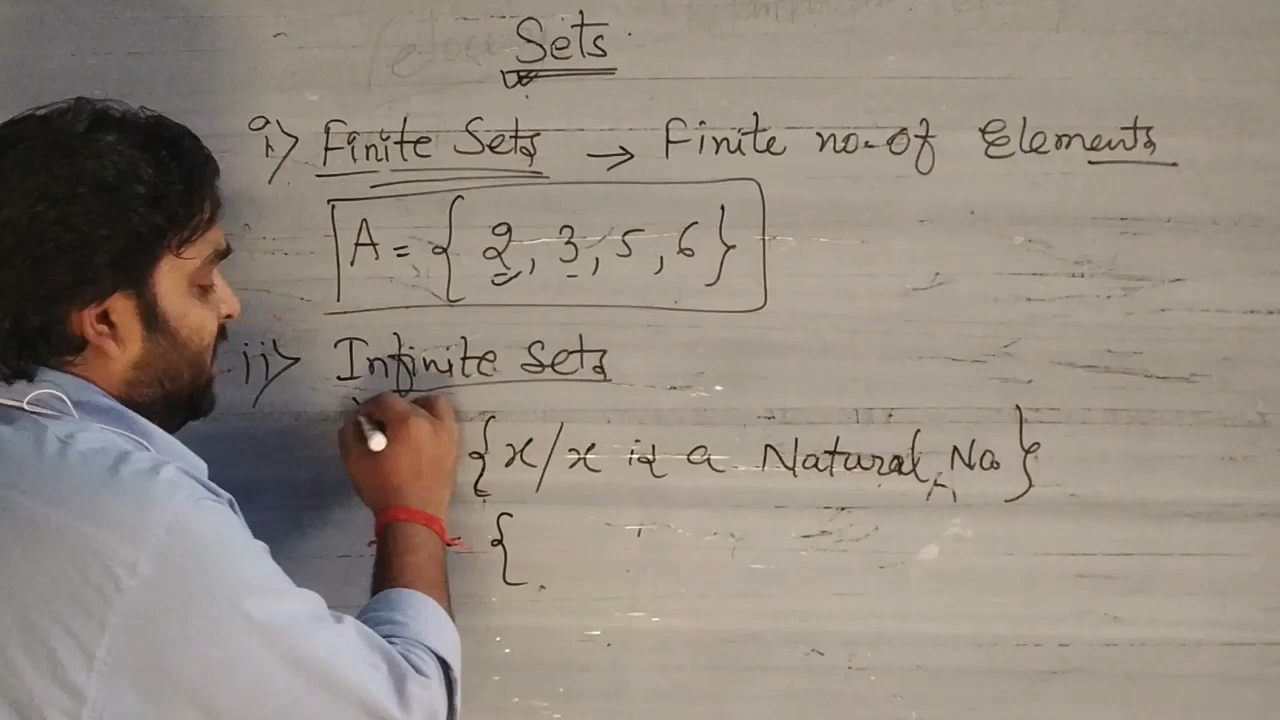 Sets
i) Finite Sets → Finite no. of Elements
A = { 2, 3, 5, 6 }
ii) Infinite Sets
{x/x is a Natural No}
{